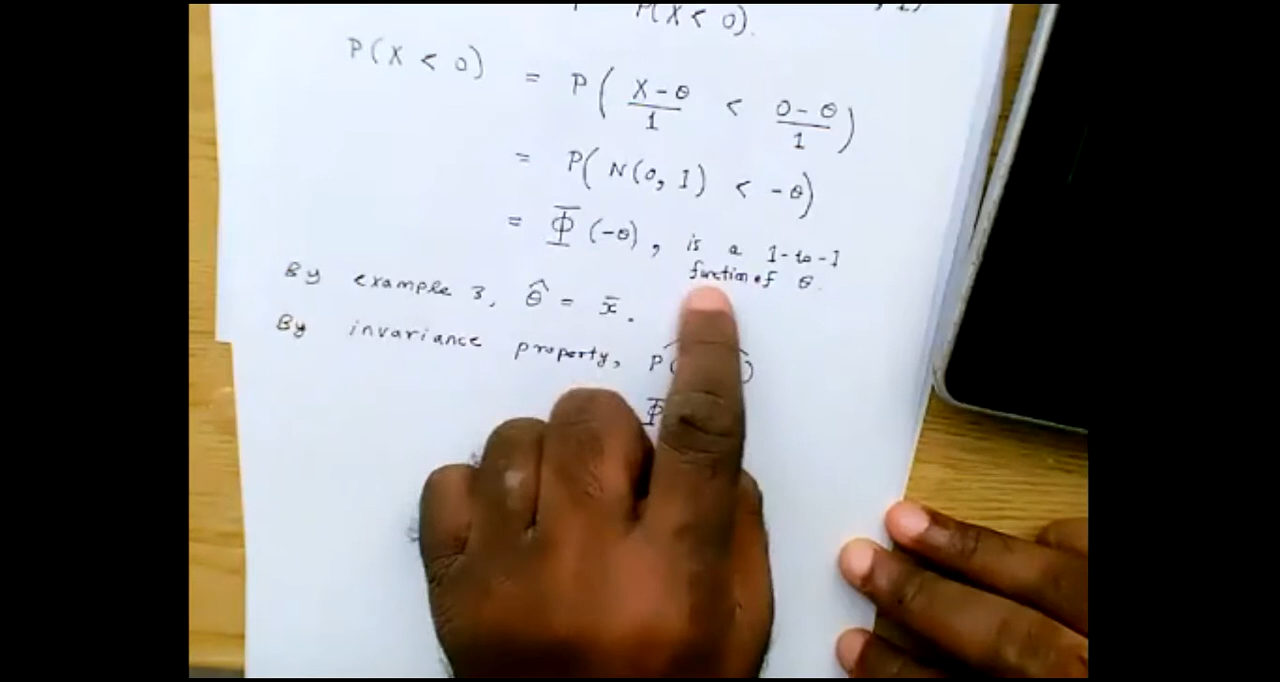 P(X < 0).
P(X < 0) = P( X-θ/1 < 0-θ/1 )
= P( N(0, 1) < -θ)
= Φ (-θ), is a 1-to-1
function of θ.
By example 3, θ̂ = x̄.
By invariance property, P(
Φ